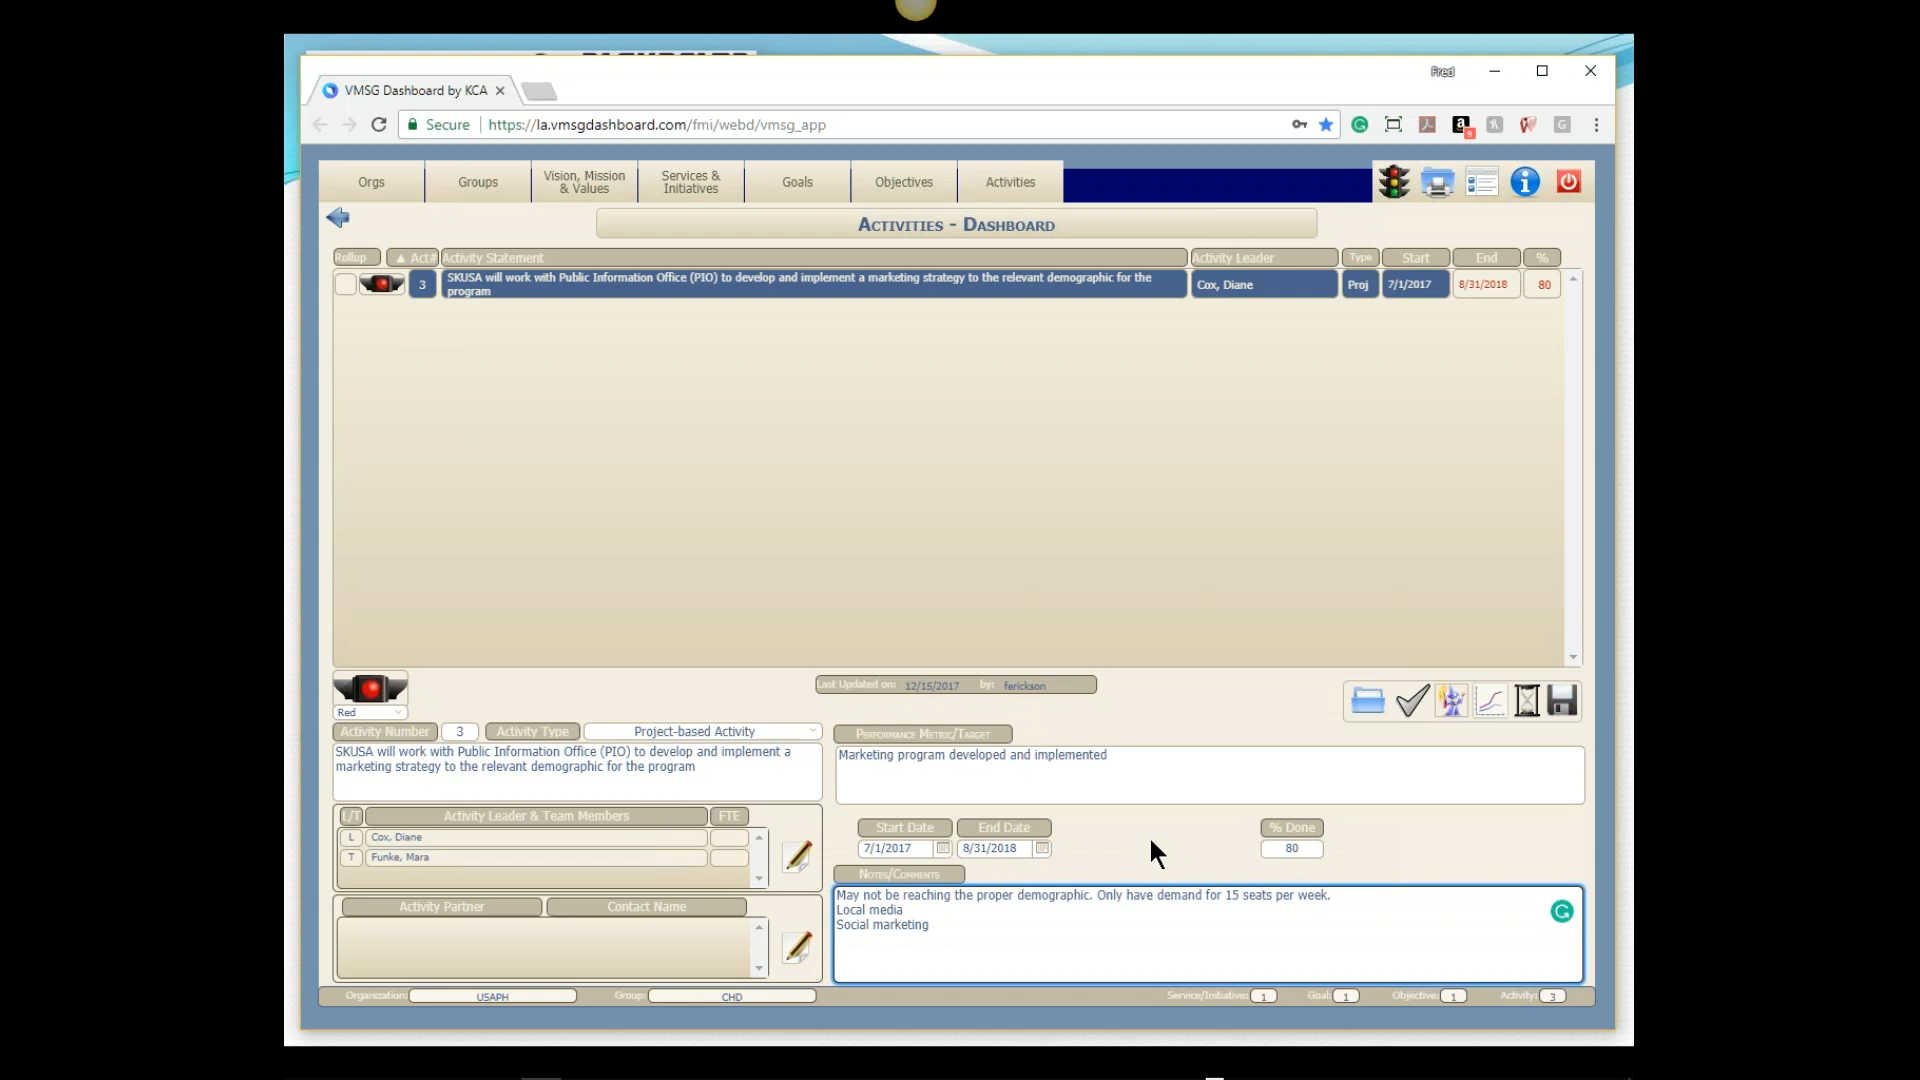 Fred
VMSG Dashboard by KCA
Secure
https://la.vmsgdashboard.com/fmi/webd/vmsg_app
Orgs
Groups
Vision, Mission
& Values
Services &
Initiatives
Goals
Objectives
Activities
Activities - Dashboard
Rollup
▲ Act#
Activity Statement
Activity Leader
Type
Start
End
%
3
SKUSA will work with Public Information Office (PIO) to develop and implement a marketing strategy to the relevant demographic for the
program
Cox, Diane
Proj
7/1/2017
8/31/2018
80
Last Updated on: 12/15/2017 by: ferickson
Red
Activity Number 3 Activity Type Project-based Activity
SKUSA will work with Public Information Office (PIO) to develop and implement a
marketing strategy to the relevant demographic for the program
Performance Metric/Target
Marketing program developed and implemented
L/T Activity Leader & Team Members FTE
L Cox, Diane
T Funke, Mara
Start Date End Date % Done
7/1/2017 8/31/2018 80
Notes/Comments
May not be reaching the proper demographic. Only have demand for 15 seats per week.
Local media
Social marketing
Activity Partner Contact Name
Organization: USAPH Group: CHD Service/Initiative: 1 Goal: 1 Objective: 1 Activity: 3